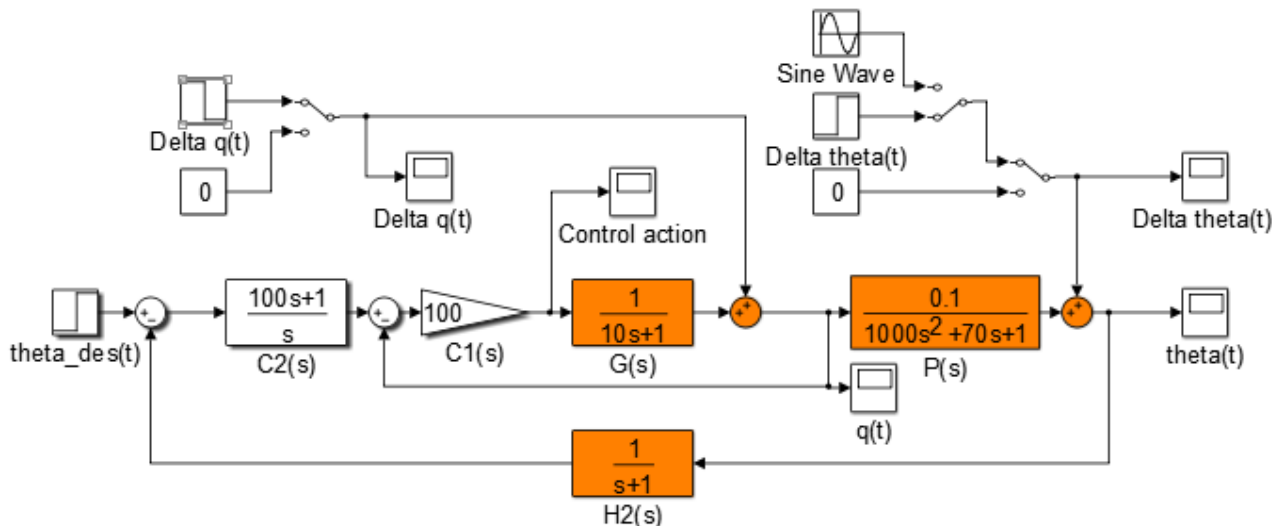 Sine Wave
Delta q(t)
Delta theta(t)
0
0
Delta q(t)
Control action
Delta theta(t)
theta_des(t)
100s+1
s
C2(s)
100
C1(s)
1
10s+1
G(s)
0.1
1000s² +70s+1
P(s)
theta(t)
q(t)
1
s+1
H2(s)